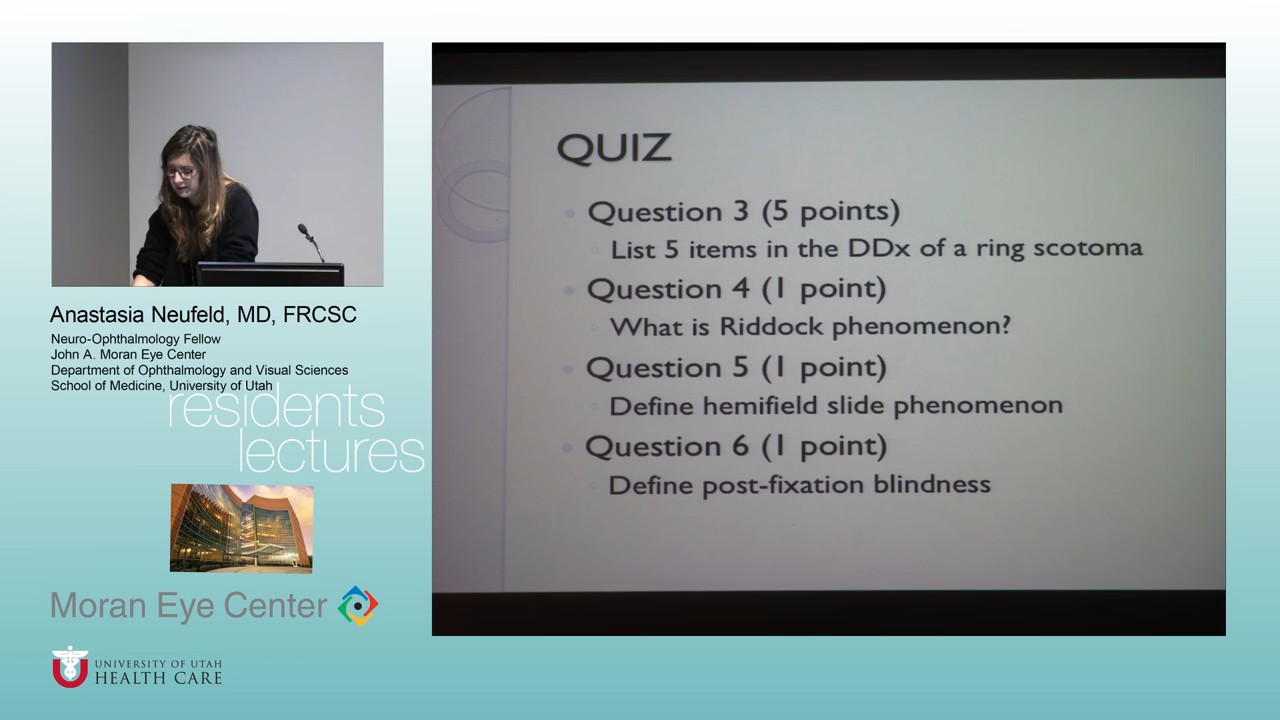 Anastasia Neufeld, MD, FRCSC
Neuro-Ophthalmology Fellow
John A. Moran Eye Center
Department of Ophthalmology and Visual Sciences
School of Medicine, University of Utah
residents
lectures
Moran Eye Center
UNIVERSITY OF UTAH
HEALTH CARE
QUIZ
Question 3 (5 points)
List 5 items in the DDx of a ring scotoma
Question 4 (1 point)
What is Riddock phenomenon?
Question 5 (1 point)
Define hemifield slide phenomenon
Question 6 (1 point)
Define post-fixation blindness